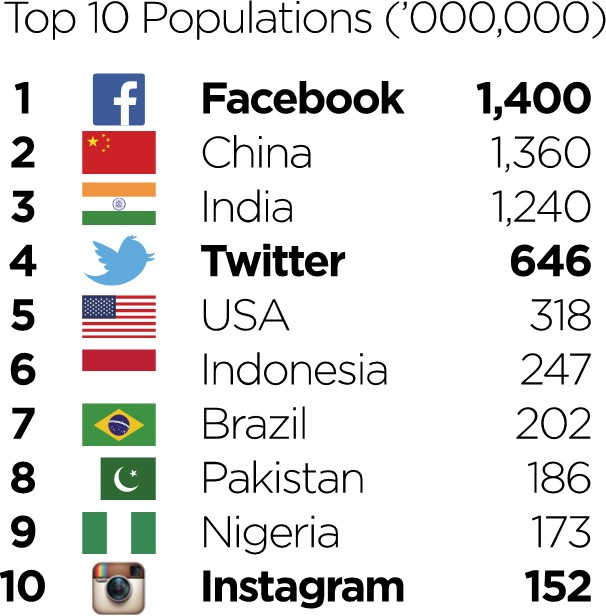 Top 10 Populations ('000,000)
1 Facebook 1,400
2 China 1,360
3 India 1,240
4 Twitter 646
5 USA 318
6 Indonesia 247
7 Brazil 202
8 Pakistan 186
9 Nigeria 173
10 Instagram 152